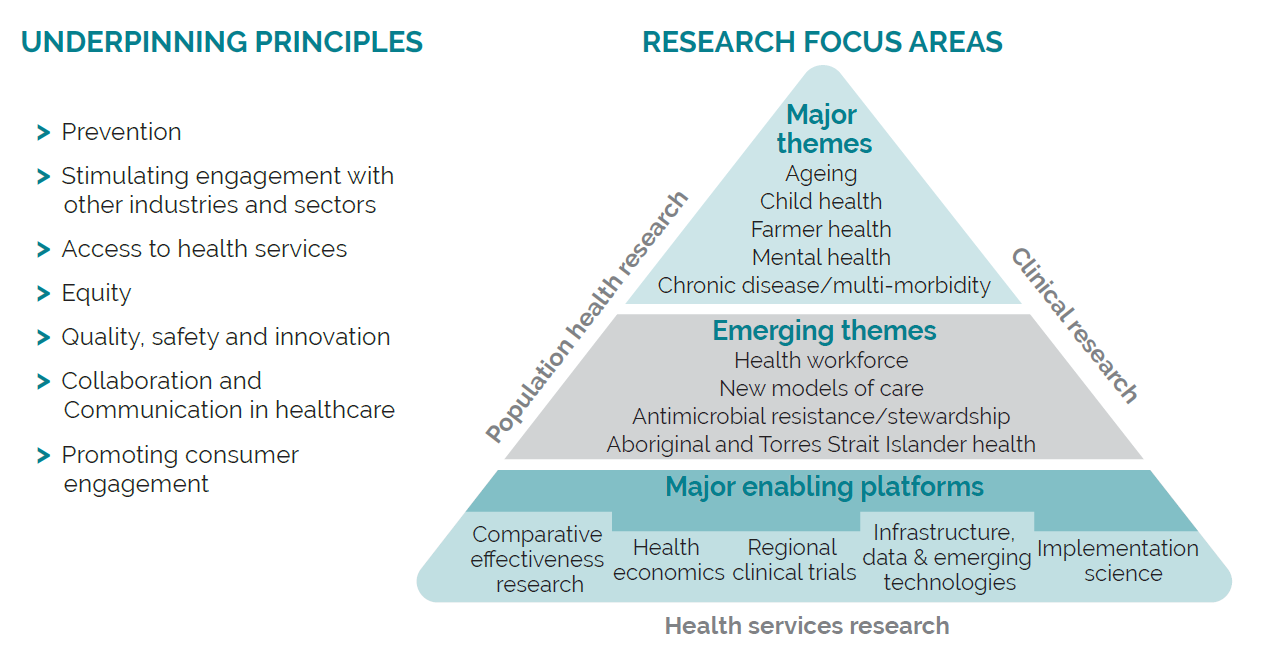 UNDERPINNING PRINCIPLES
> Prevention
> Stimulating engagement with
other industries and sectors
> Access to health services
> Equity
> Quality, safety and innovation
> Collaboration and
Communication in healthcare
> Promoting consumer
engagement
RESEARCH FOCUS AREAS
Major
themes
Ageing
Child health
Farmer health
Mental health
Chronic disease/multi-morbidity
Emerging themes
Health workforce
New models of care
Antimicrobial resistance/stewardship
Aboriginal and Torres Strait Islander health
Major enabling platforms
Comparative
effectiveness
research
Health
economics
Regional
clinical trials
Infrastructure,
data & emerging
technologies
Implementation
science
Population health research
Clinical research
Health services research